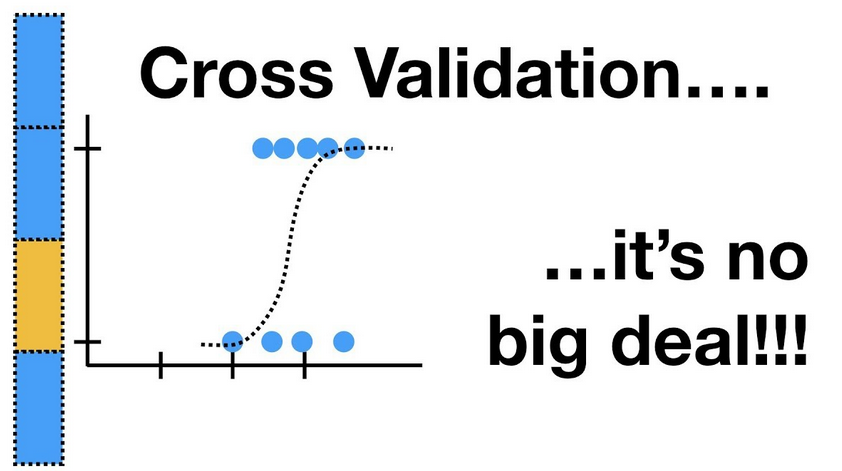 Cross Validation….
…it’s no
big deal!!!